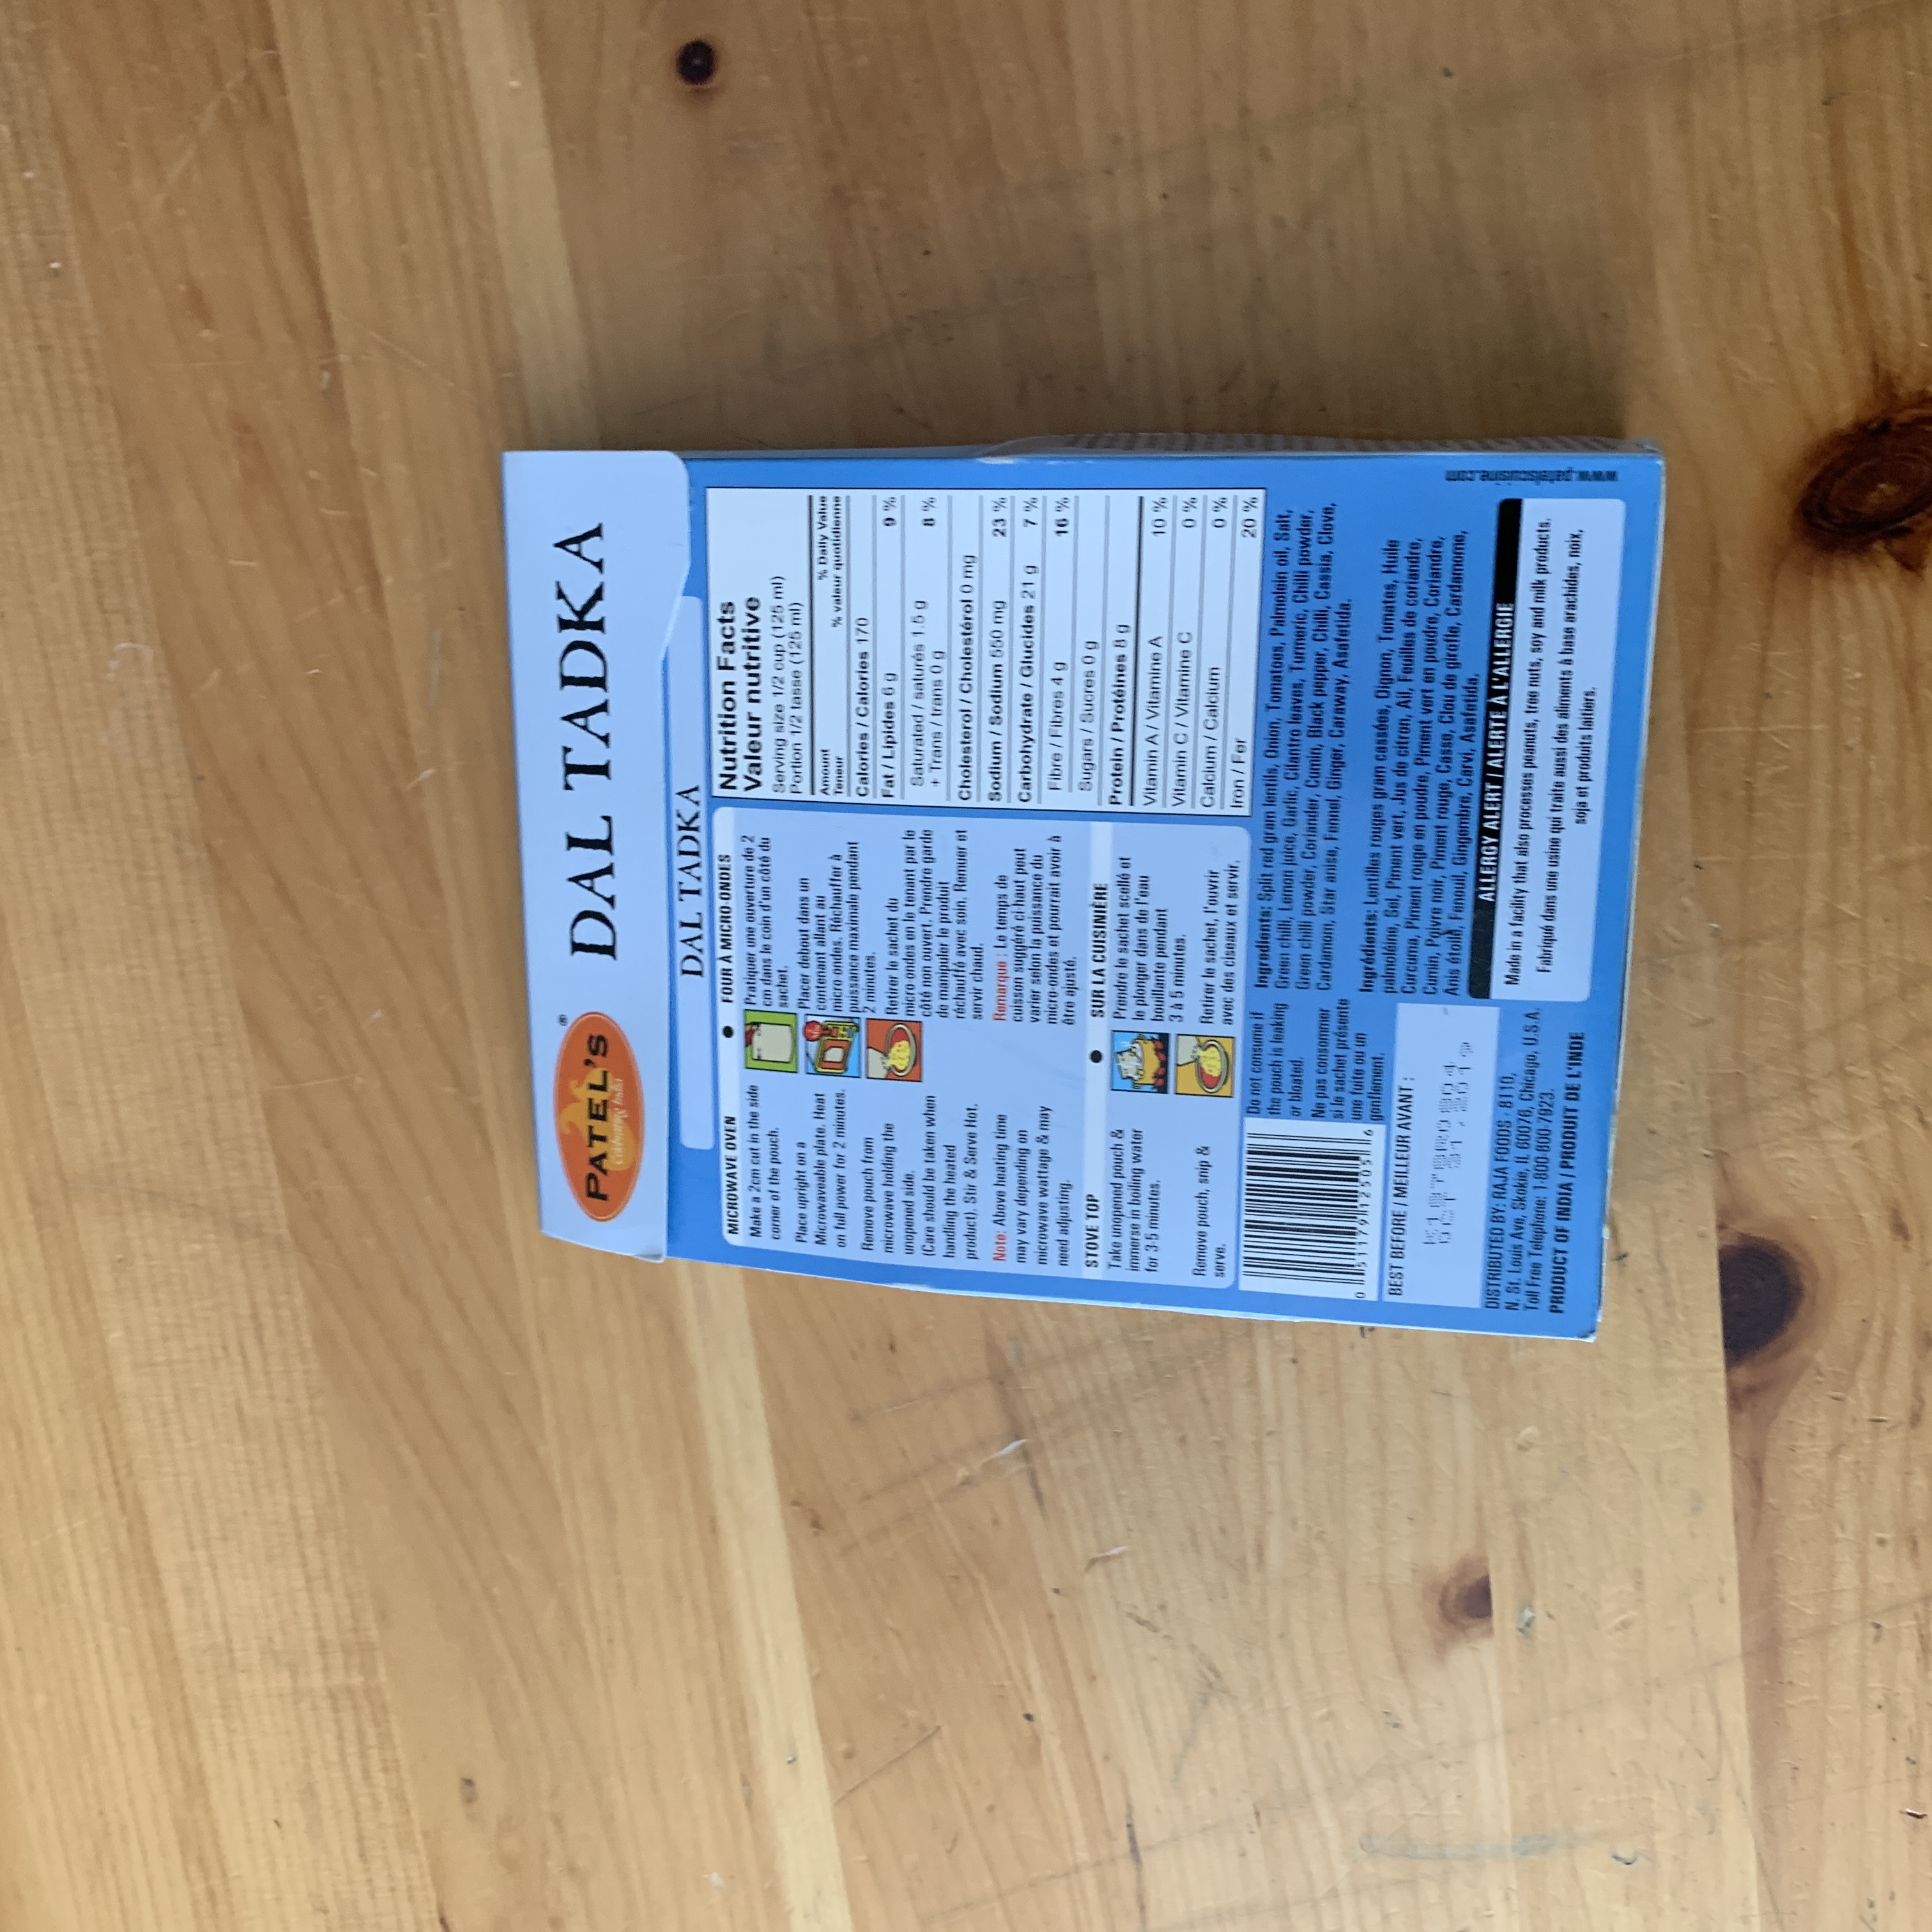 PATEL'S ®
Celebrating India
DAL TADKA
DAL TADKA
MICROWAVE OVEN
Make a 2cm cut in the side
corner of the pouch.
Place upright on a
Microwaveable plate. Heat
on full power for 2 minutes.
Remove pouch from
microwave holding the
unopened side.
(Care should be taken when
handling the heated
product). Stir & Serve Hot.
Note: Above heating time
may vary depending on
microwave wattage & may
need adjusting.
STOVE TOP
Take unopened pouch &
immerse in boiling water
for 3-5 minutes.
Remove pouch, snip &
serve.
FOUR À MICRO-ONDES
Pratiquer une ouverture de 2
cm dans le coin d'un côté du
sachet.
Placer debout dans un
contenant allant au
micro-ondes. Réchauffer à
puissance maximale pendant
2 minutes.
Retirer le sachet du
micro-ondes en le tenant par le
côté non ouvert. Prendre garde
de manipuler le produit
réchauffé avec soin. Remuer et
servir chaud.
Remarque : Le temps de
cuisson suggéré ci-haut peut
varier selon la puissance du
micro-ondes et pourrait avoir à
être ajusté.
SUR LA CUISINIÈRE
Prendre le sachet scellé et
le plonger dans de l'eau
bouillante pendant
3 à 5 minutes.
Retirer le sachet, l'ouvrir
avec des ciseaux et servir.
Nutrition Facts
Valeur nutritive
Serving size 1/2 cup (125 ml)
Portion 1/2 tasse (125 ml)
Amount % Daily Value
Teneur % valeur quotidienne
Calories / Calories 170
Fat / Lipides 6 g 9 %
Saturated / saturés 1.5 g
+ Trans / trans 0 g 8 %
Cholesterol / Cholestérol 0 mg
Sodium / Sodium 550 mg 23 %
Carbohydrate / Glucides 21 g 7 %
Fibre / Fibres 4 g 16 %
Sugars / Sucres 0 g
Protein / Protéines 8 g
Vitamin A / Vitamine A 10 %
Vitamin C / Vitamine C 0 %
Calcium / Calcium 0 %
Iron / Fer 20 %
0 51179 12505 6
Do not consume if
the pouch is leaking
or bloated.
Ne pas consommer
si le sachet présente
une fuite ou un
gonflement.
Ingredients: Split red gram lentils, Onion, Tomatoes, Palmolein oil, Salt,
Green chilli, Lemon juice, Garlic, Cilantro leaves, Turmeric, Chilli powder,
Green chilli powder, Coriander, Cumin, Black pepper, Chilli, Cassia, Clove,
Cardamom, Star anise, Fennel, Ginger, Caraway, Asafetida.
Ingrédients: Lentilles rouges gram cassées, Oignon, Tomates, Huile
palmoléine, Sel, Piment vert, Jus de citron, Ail, Feuilles de coriandre,
Curcuma, Piment rouge en poudre, Piment vert en poudre, Coriandre,
Cumin, Poivre noir, Piment rouge, Casse, Clou de girofle, Cardamome,
Anis étoilé, Fenouil, Gingembre, Carvi, Asafetida.
BEST BEFORE / MEILLEUR AVANT :
OCT 31, 2019
DISTRIBUTED BY: RAJA FOODS - 8110,
N. St. Louis Ave, Skokie, IL 60076, Chicago, U.S.A.
Toll Free Telephone: 1-800-800-7923.
PRODUCT OF INDIA / PRODUIT DE L'INDE
ALLERGY ALERT / ALERTE À L'ALLERGIE
Made in a facility that also processes peanuts, tree nuts, soy and milk products.
Fabriqué dans une usine qui traite aussi des aliments à base arachides, noix,
soja et produits laitiers.
www.patelscuisine.com